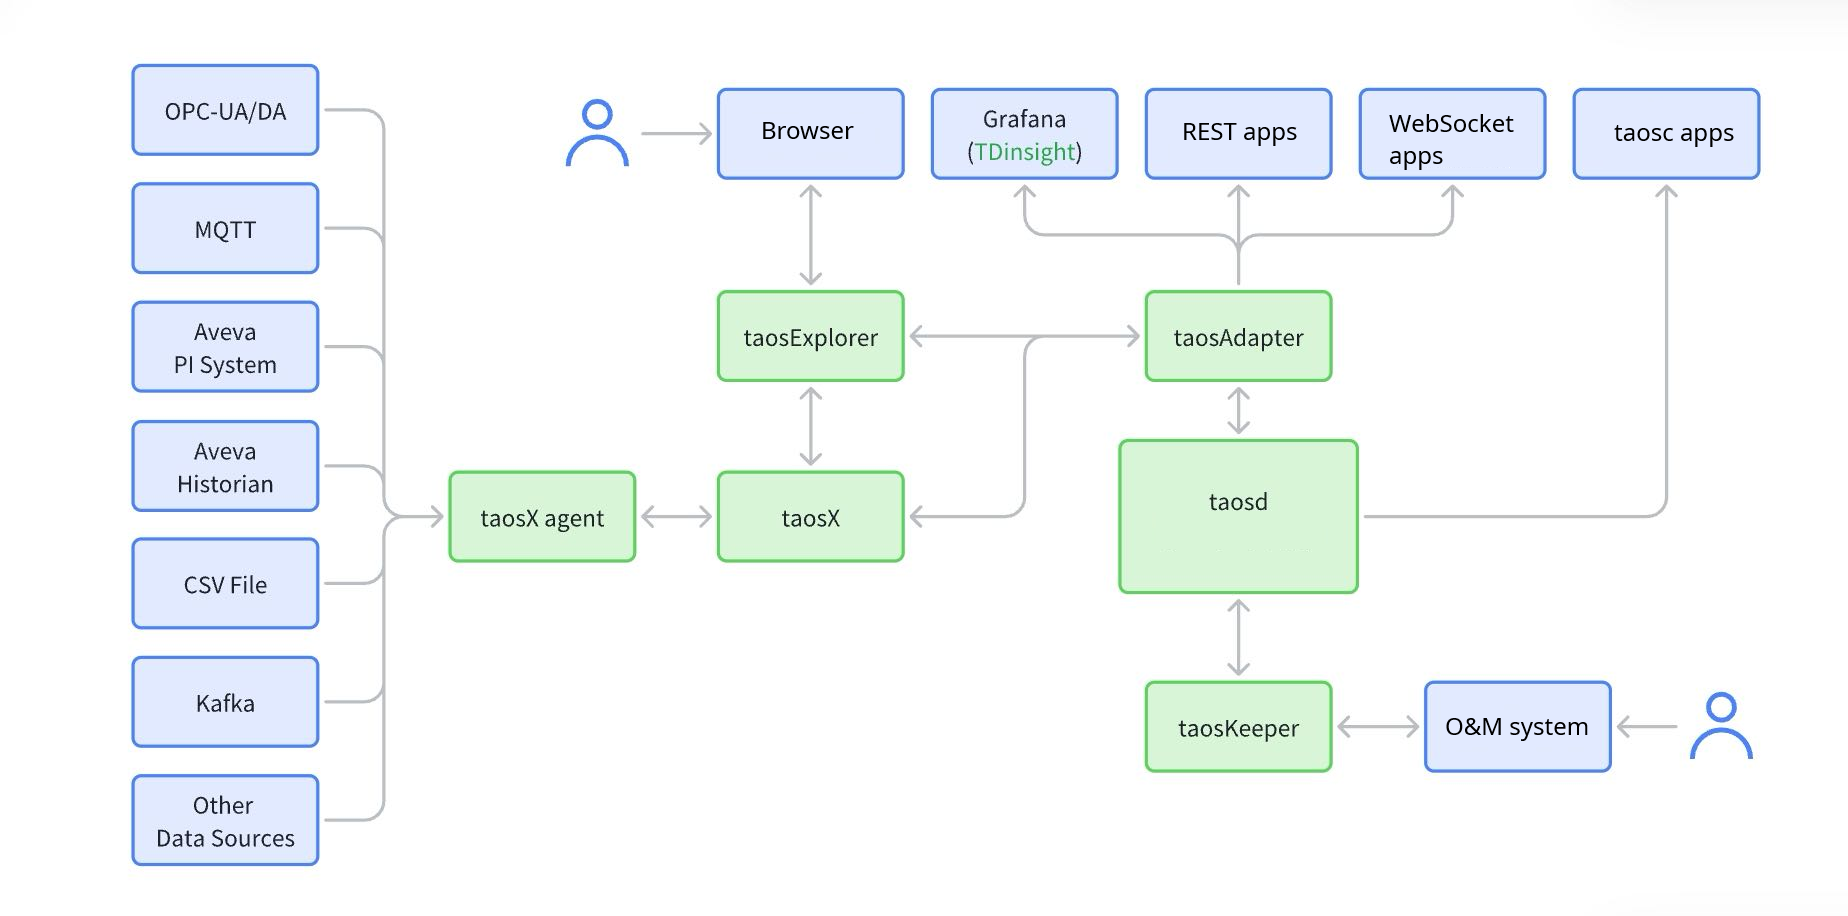 OPC-UA/DA
MQTT
Aveva
PI System
Aveva
Historian
CSV File
Kafka
Other
Data Sources
taosX agent
Browser
Grafana
(TDinsight)
REST apps
WebSocket
apps
taosc apps
taosExplorer
taosAdapter
taosX
taosd
taosKeeper
O&M system